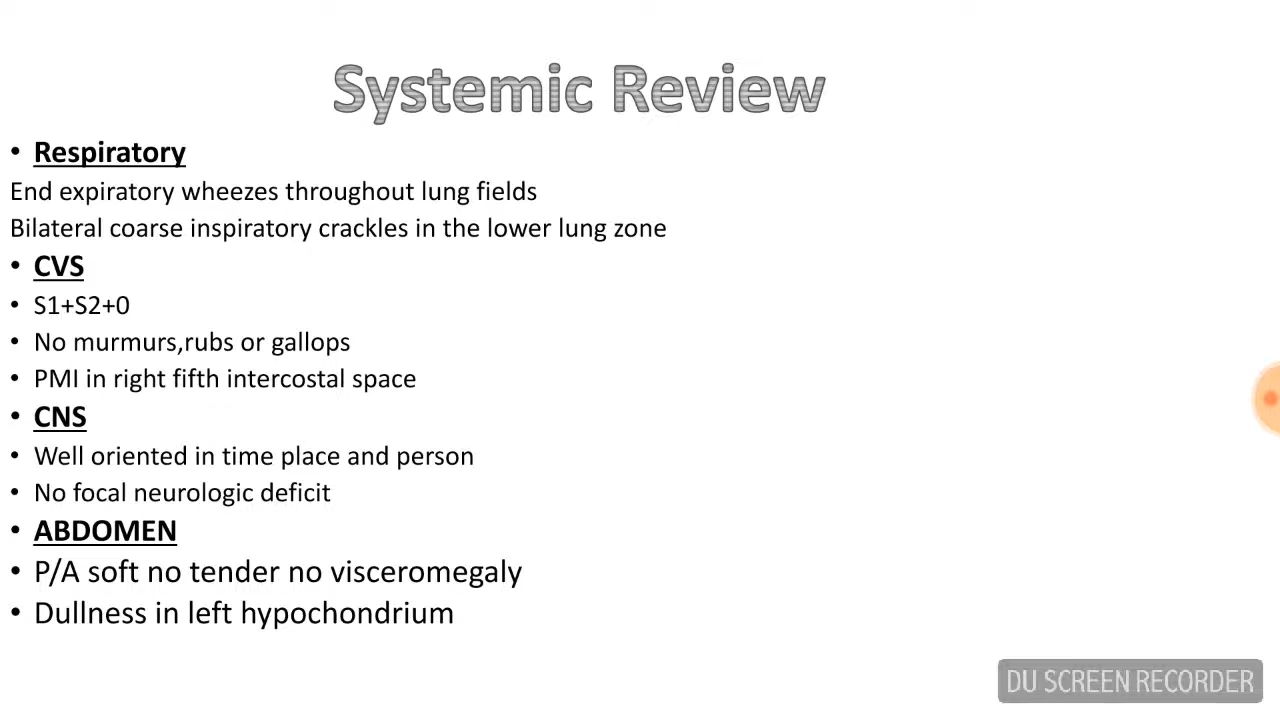 Systemic Review
• Respiratory
End expiratory wheezes throughout lung fields
Bilateral coarse inspiratory crackles in the lower lung zone
• CVS
• S1+S2+0
• No murmurs,rubs or gallops
• PMI in right fifth intercostal space
• CNS
• Well oriented in time place and person
• No focal neurologic deficit
• ABDOMEN
• P/A soft no tender no visceromegaly
• Dullness in left hypochondrium
DU SCREEN RECORDER